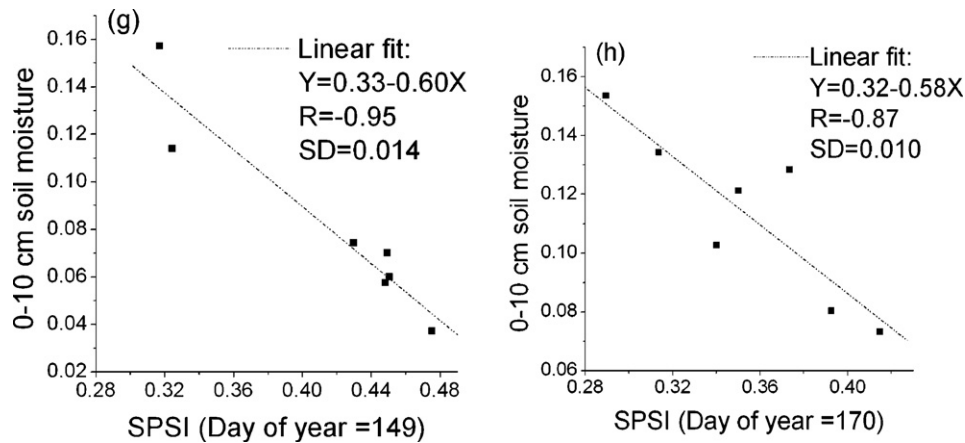 (g)
Linear fit:
Y=0.33-0.60X
R=-0.95
SD=0.014
0-10 cm soil moisture
0.16
0.14
0.12
0.10
0.08
0.06
0.04
0.02
0.28 0.32 0.36 0.40 0.44 0.48
SPSI (Day of year =149)
(h)
Linear fit:
Y=0.32-0.58X
R=-0.87
SD=0.010
0-10 cm soil moisture
0.16
0.14
0.12
0.10
0.08
0.06
0.28 0.32 0.36 0.40
SPSI (Day of year =170)